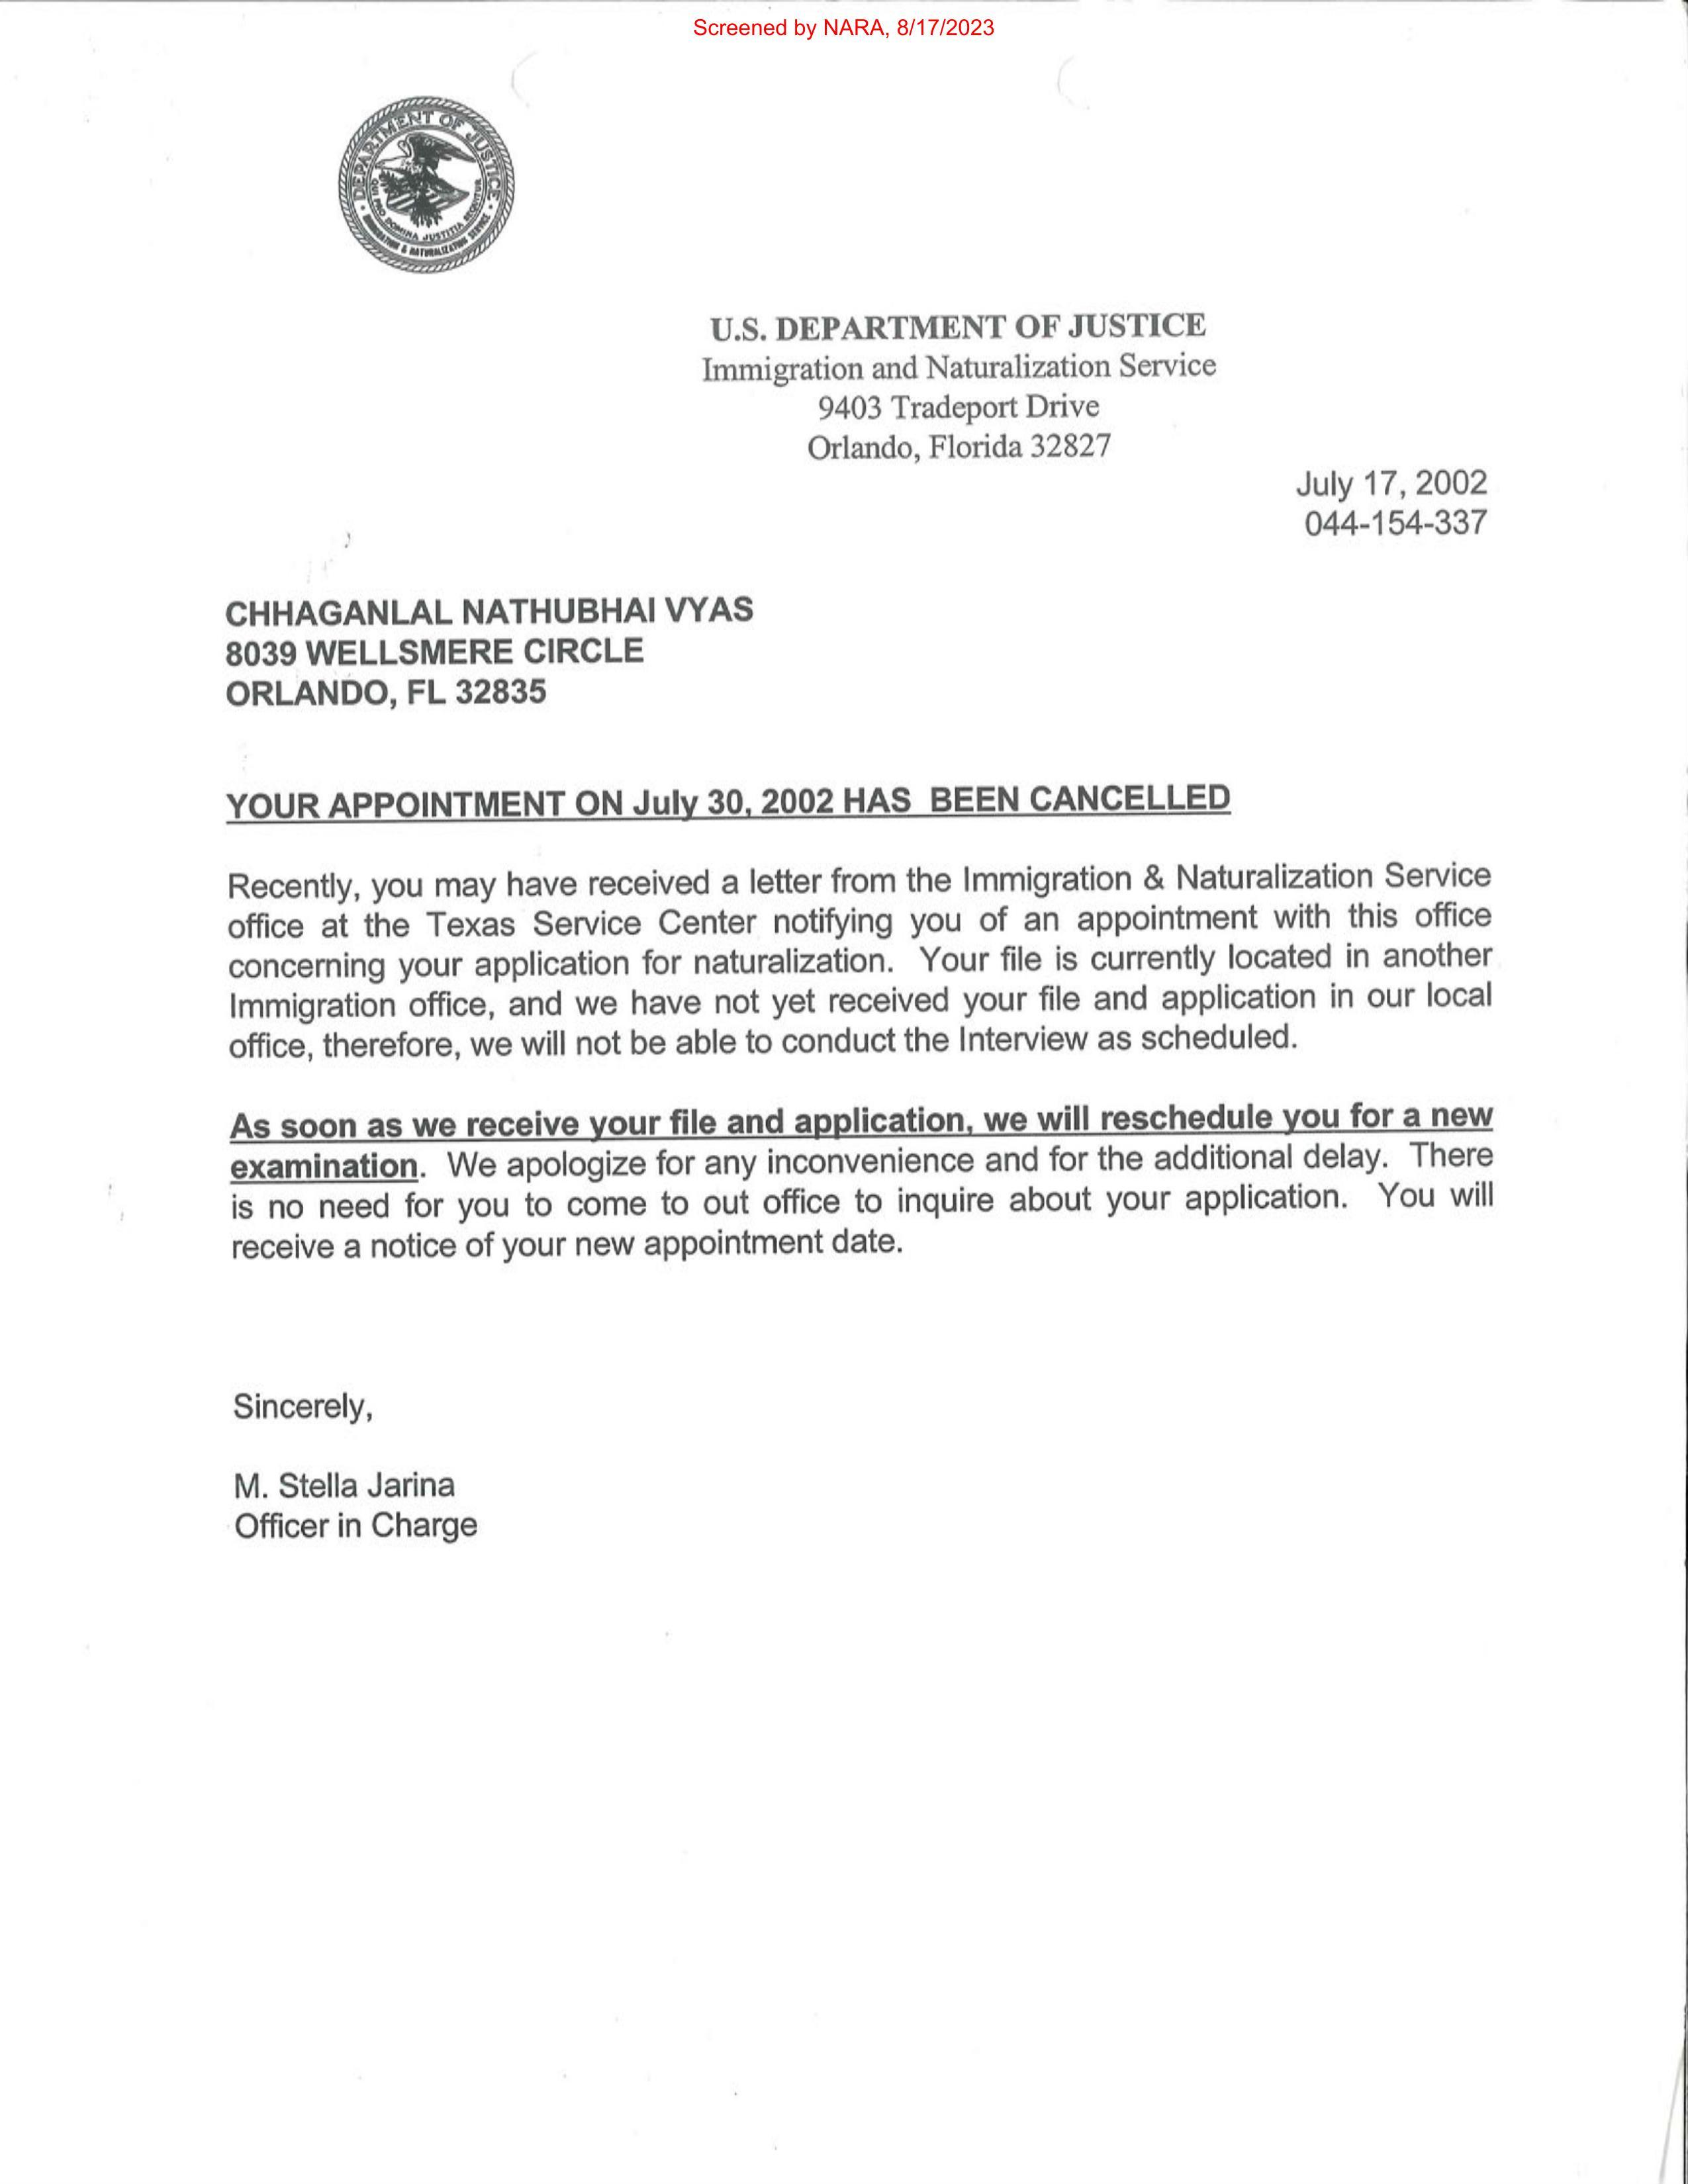 Screened by NARA, 8/17/2023
DEPARTMENT OF JUSTICE
QUI PRO DOMINA JUSTITIA SEQUITUR
IMMIGRATION & NATURALIZATION SERVICE
U.S. DEPARTMENT OF JUSTICE
Immigration and Naturalization Service
9403 Tradeport Drive
Orlando, Florida 32827
July 17, 2002
044-154-337
CHHAGANLAL NATHUBHAI VYAS
8039 WELLSMERE CIRCLE
ORLANDO, FL 32835
YOUR APPOINTMENT ON July 30, 2002 HAS  BEEN CANCELLED
Recently, you may have received a letter from the Immigration & Naturalization Service
office at the Texas Service Center notifying you of an appointment with this office
concerning your application for naturalization.  Your file is currently located in another
Immigration office, and we have not yet received your file and application in our local
office, therefore, we will not be able to conduct the Interview as scheduled.
As soon as we receive your file and application, we will reschedule you for a new
examination.  We apologize for any inconvenience and for the additional delay.  There
is no need for you to come to out office to inquire about your application.  You will
receive a notice of your new appointment date.
Sincerely,
M. Stella Jarina
Officer in Charge